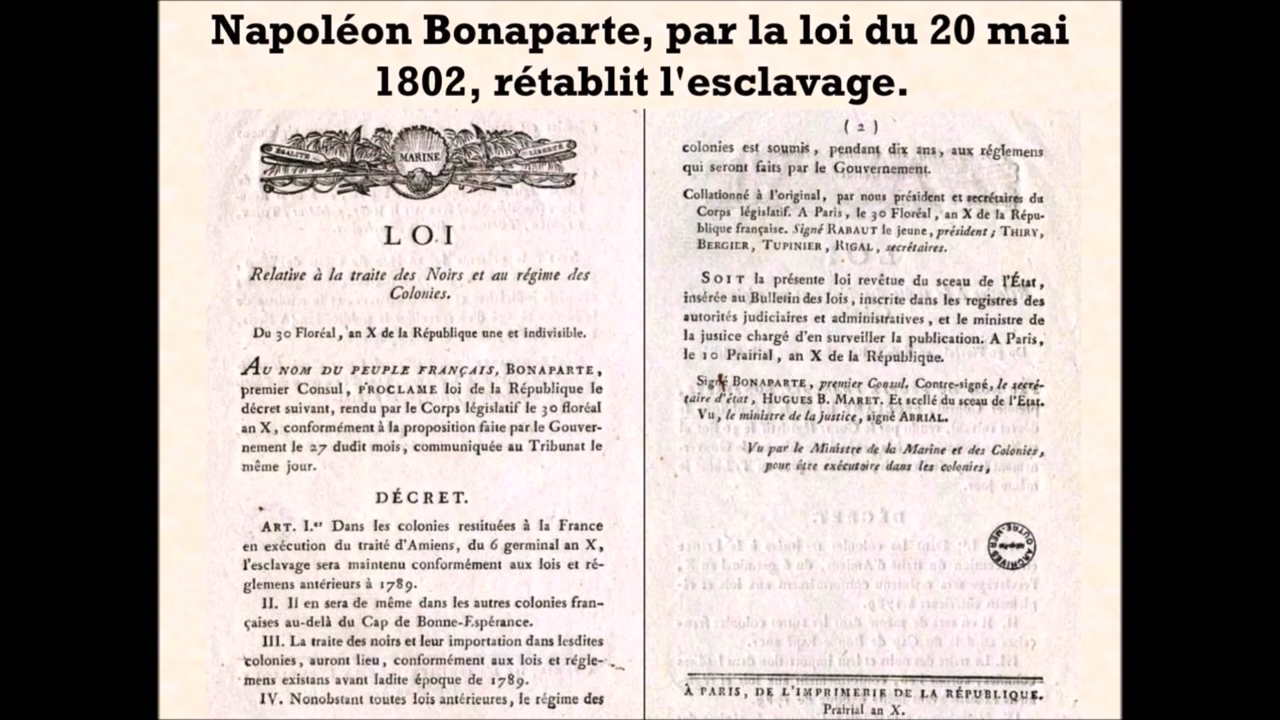 Napoléon Bonaparte, par la loi du 20 mai
1802, rétablit l'esclavage.
ÉGALITÉ
MARINE
LIBERTÉ
LOI
Relative à la traite des Noirs et au régime des
Colonies.
Du 30 Floréal, an X de la République une et indivisible.
AU NOM DU PEUPLE FRANÇAIS, BONAPARTE,
premier Consul, PROCLAME loi de la République le
décret suivant, rendu par le Corps législatif le 30 floréal
an X, conformément à la proposition faite par le Gouver-
nement le 27 dudit mois, communiquée au Tribunat le
même jour.
DÉCRET.
ART. I.er Dans les colonies restituées à la France
en exécution du traité d'Amiens, du 6 germinal an X,
l'esclavage sera maintenu conformément aux lois et ré-
glemens antérieurs à 1789.
II. Il en sera de même dans les autres colonies fran-
çaises au-delà du Cap de Bonne-Espérance.
III. La traite des noirs et leur importation dans lesdites
colonies, auront lieu, conformément aux lois et régle-
mens existans avant ladite époque de 1789.
IV. Nonobstant toutes lois antérieures, le régime des
( 2 )
colonies est soumis, pendant dix ans, aux réglemens
qui seront faits par le Gouvernement.
Collationné à l'original, par nous président et secrétaires du
Corps législatif. A Paris, le 30 Floréal, an X de la Répu-
blique française. Signé RABAUT le jeune, président; THIRY,
BERGIER, TUPINIER, RIGAL, secrétaires.
SOIT la présente loi revêtue du sceau de l'État,
insérée au Bulletin des lois, inscrite dans les registres des
autorités judiciaires et administratives, et le ministre de
la justice chargé d'en surveiller la publication. A Paris,
le 10 Prairial, an X de la République.
Signé BONAPARTE, premier Consul. Contre-signé, le secré-
taire d'état, HUGUES B. MARET. Et scellé du sceau de l'État.
Vu, le ministre de la justice, signé ABRIAL.
Vu par le Ministre de la Marine et des Colonies,
pour être exécutoire dans les colonies,
ARCHIVES OUTRE-MER
À PARIS, DE L'IMPRIMERIE DE LA RÉPUBLIQUE.
Prairial an X.